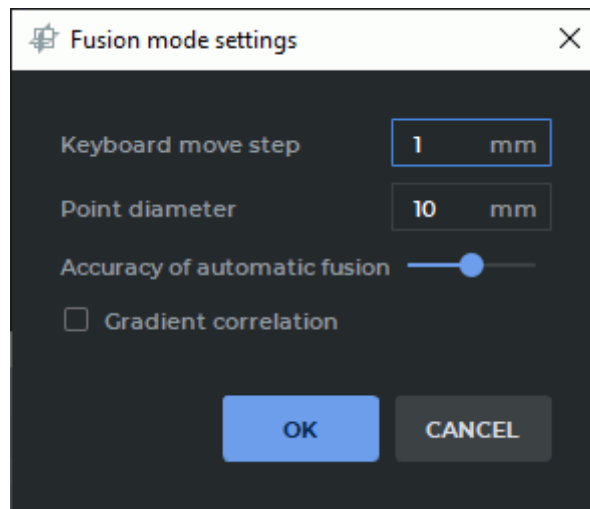 Fusion mode settings
Keyboard move step 1 mm
Point diameter 10 mm
Accuracy of automatic fusion
Gradient correlation
OK CANCEL